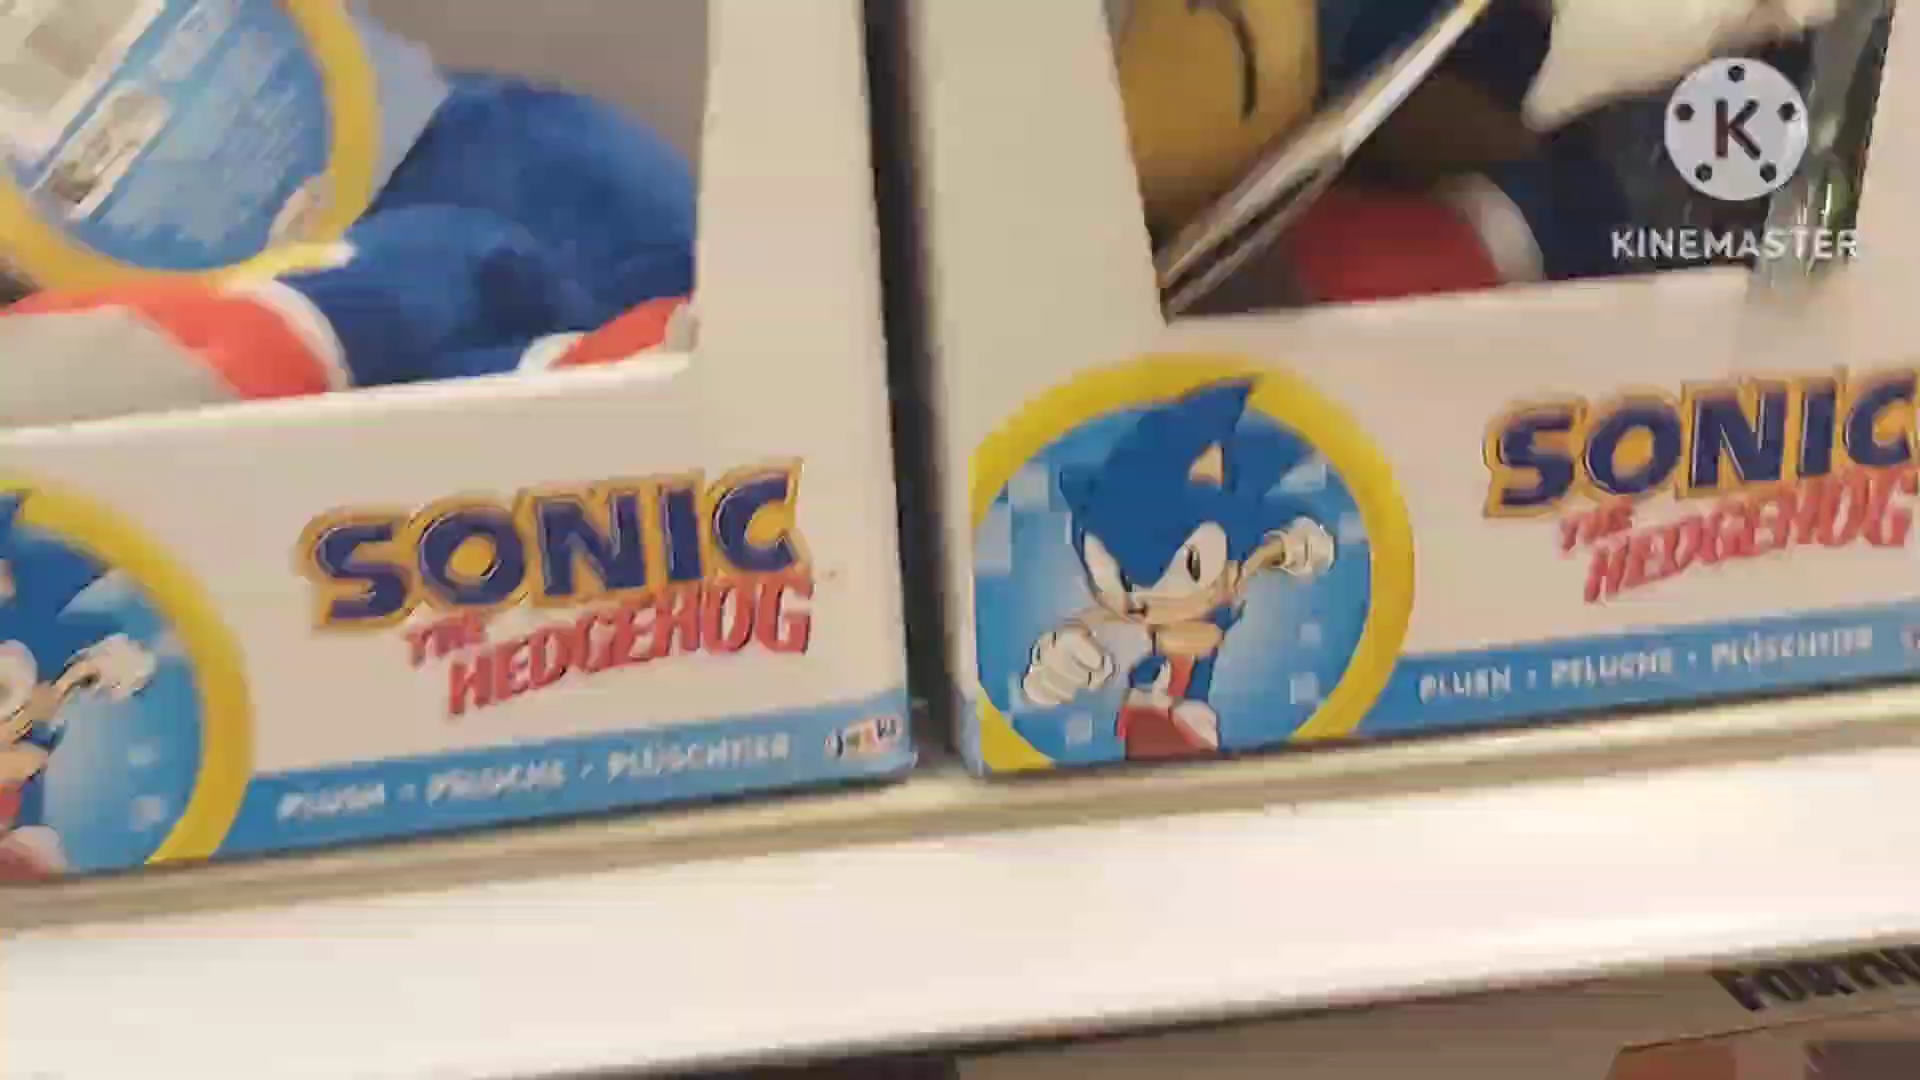 K
KINEMASTER
SONIC
THE
HEDGEHOG
PLUSH • PELUCHE • PLÜSCHTIER
SONIC
THE
HEDGEHOG
PLUSH • PELUCHE • PLÜSCHTIER